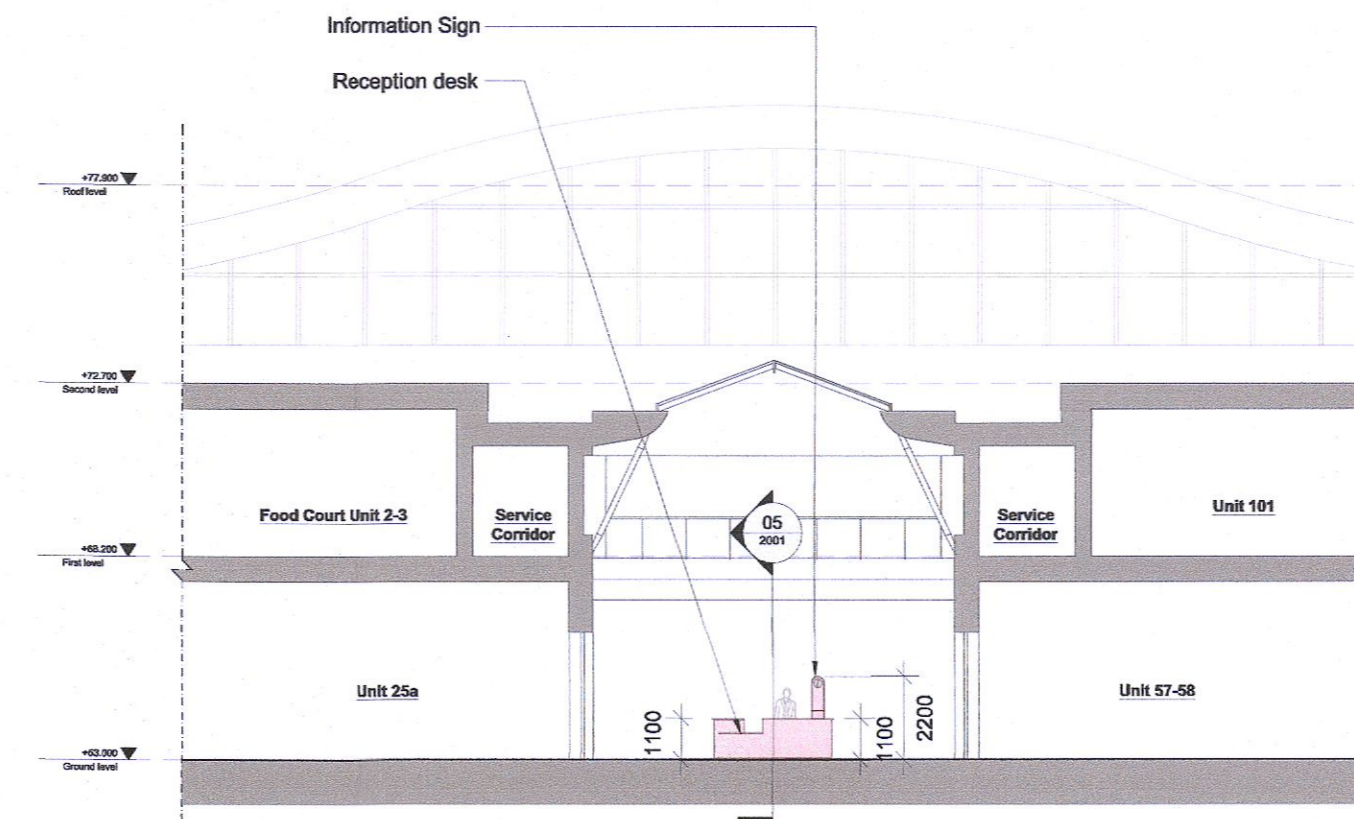 Information Sign
Reception desk
+77.900
Roof level
+72.700
Second level
Food Court Unit 2-3
Service
Corridor
05
2001
Service
Corridor
Unit 101
+68.200
First level
Unit 25a
Unit 57-58
1100
1100
2200
+63.000
Ground level